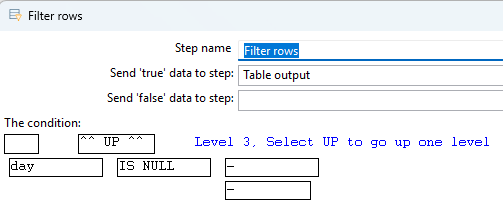 Filter rows
Step name Filter rows
Send 'true' data to step: Table output
Send 'false' data to step:
The condition:
^^ UP ^^ Level 3, Select UP to go up one level
day IS NULL -
-